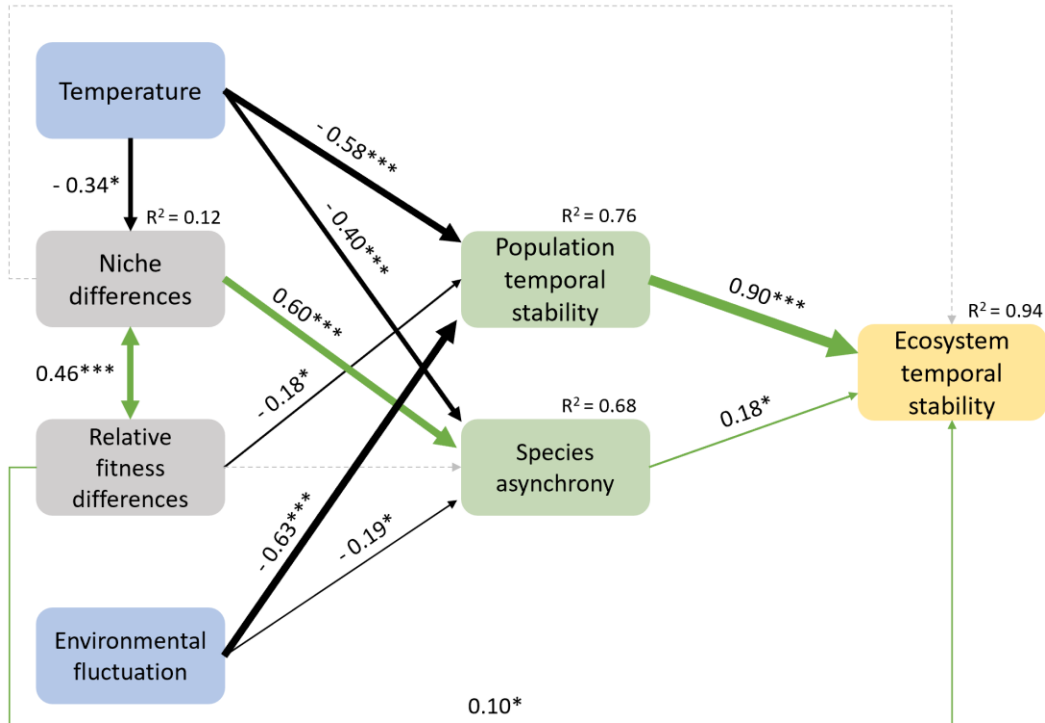 Temperature
- 0.58***
- 0.34*
- 0.40***
R² = 0.12
R² = 0.76
Niche
differences
Population
temporal
stability
0.60***
0.90***
R² = 0.94
Ecosystem
temporal
stability
0.46***
- 0.18*
R² = 0.68
0.18*
Relative
fitness
differences
Species
asynchrony
- 0.63***
- 0.19*
Environmental
fluctuation
0.10*